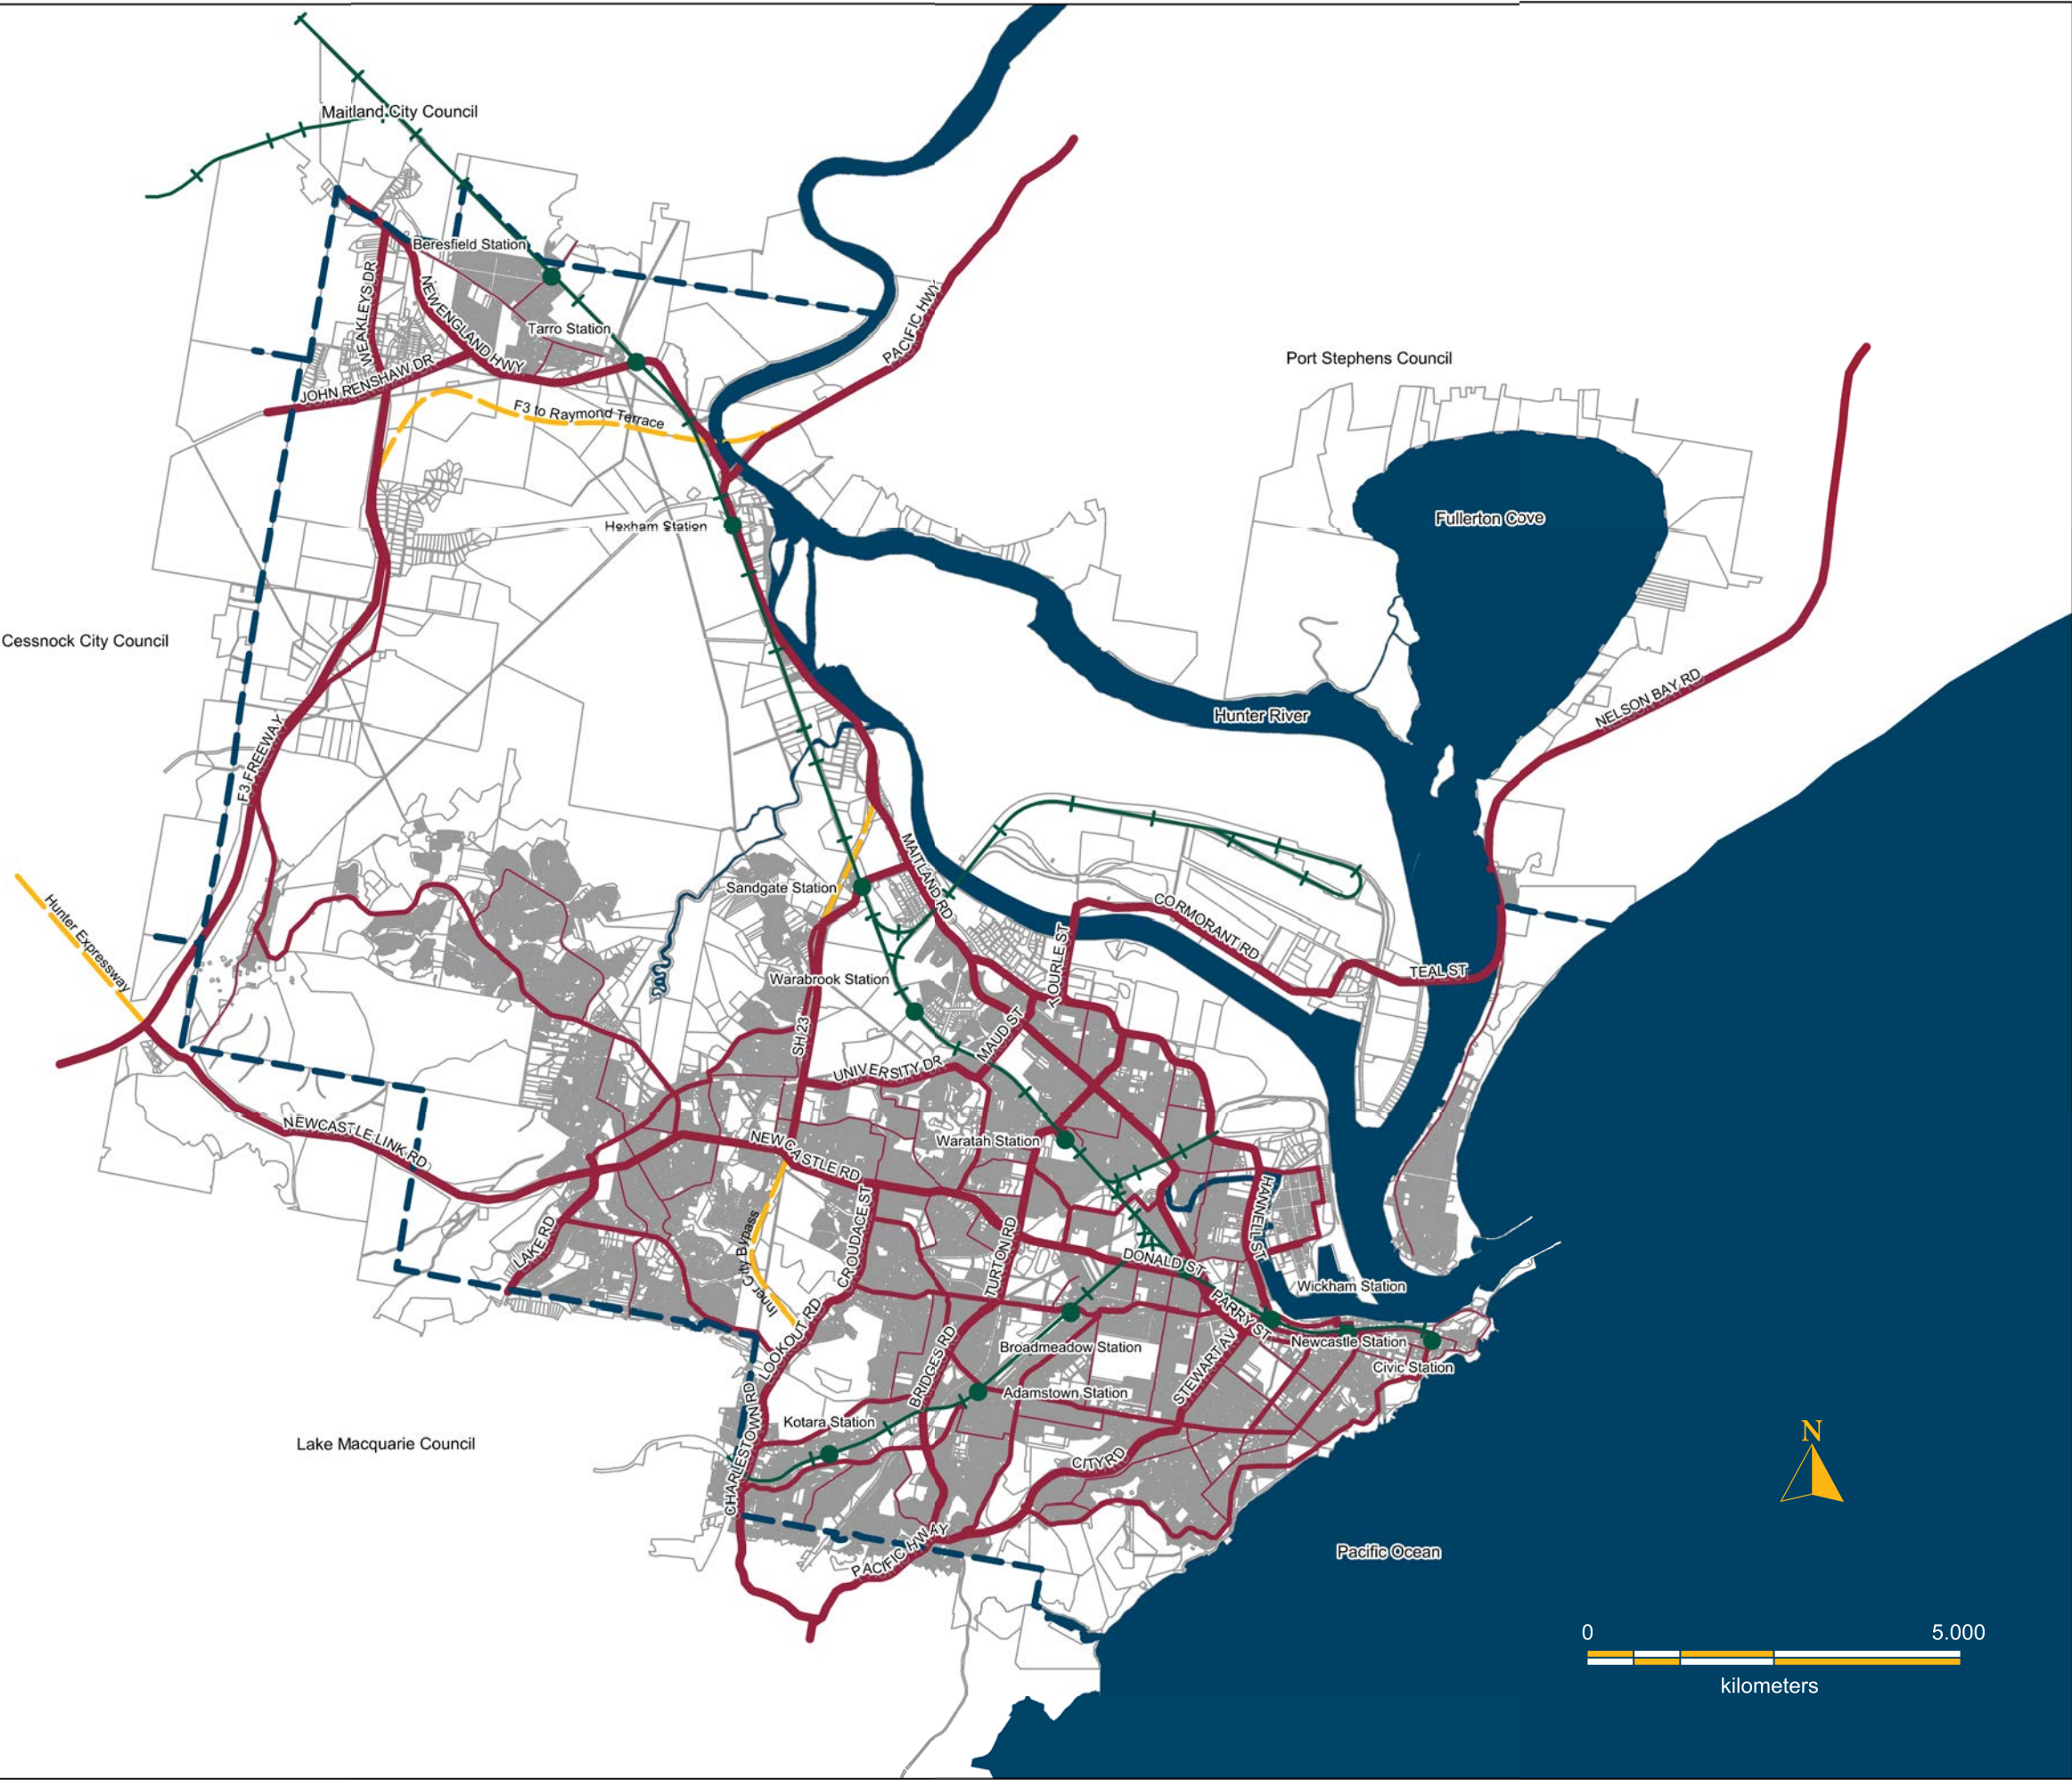 Maitland City Council
Beresfield Station
WEAKLEYS DR
NEW ENGLAND HWY
PACIFIC HWY
Tarro Station
Port Stephens Council
JOHN RENSHAW DR
F3 to Raymond Terrace
Hexham Station
Fullerton Cove
Cessnock City Council
NELSON BAY RD
Hunter River
F3 FREEWAY
MAITLAND RD
Sandgate Station
Hunter Expressway
CORMORANT RD
TOURLE ST
TEAL ST
Warabrook Station
SH 23
MAUD ST
UNIVERSITY DR
NEWCASTLE LINK RD
NEWCASTLE RD
Waratah Station
HANNELL ST
CROUDACE ST
LAKE RD
Inner City Bypass
TURTON RD
DONALD ST
Wickham Station
LOOKOUT RD
PARRY ST
BRIDGES RD
Broadmeadow Station
Newcastle Station
STEWART AV
Civic Station
Adamstown Station
CHARLESTOWN RD
Kotara Station
Lake Macquarie Council
CITY RD
N
PACIFIC HWAY
Pacific Ocean
0 5.000
kilometers